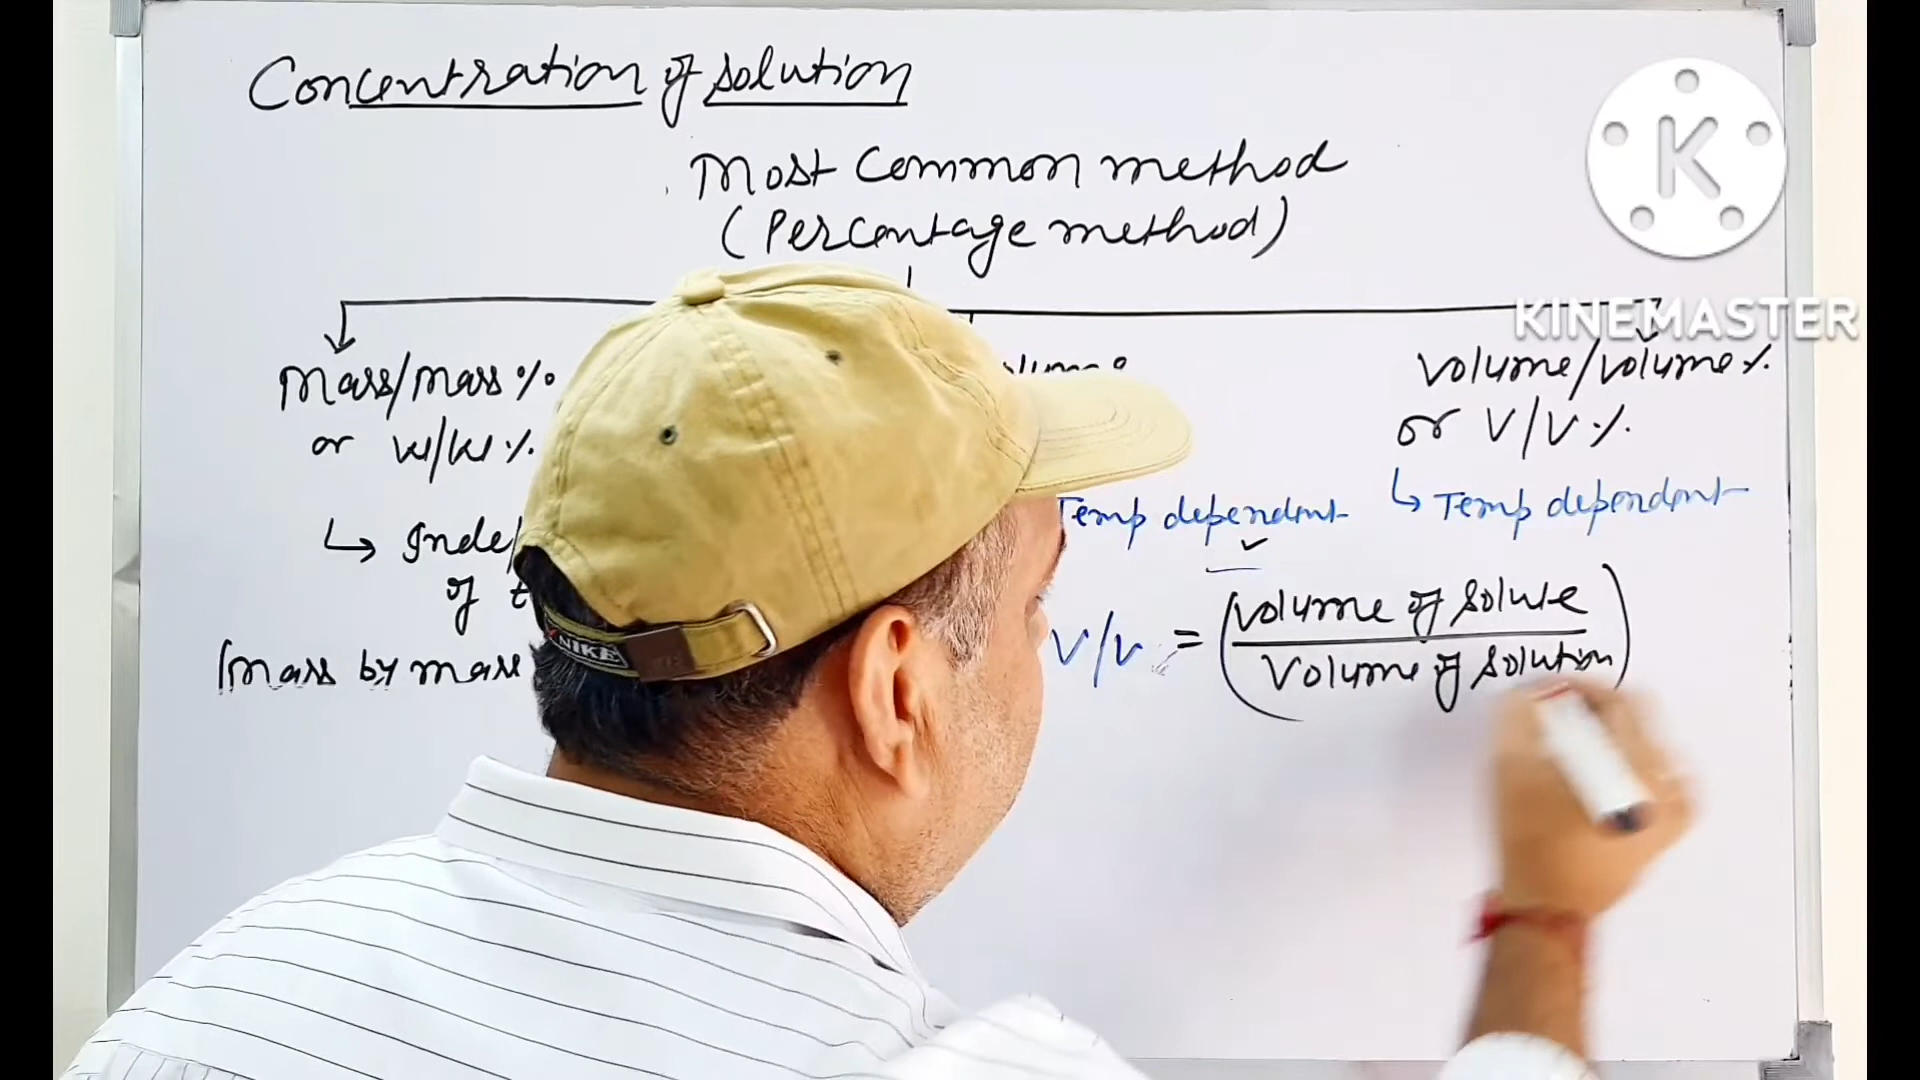 Concentration of solution
Most Common method
(Percentage method)
K
KINEMASTER
Mass/mass %
or W/W %
of
(mass by mass
NIKE
Temp dependent
Volume/volume %
or V/V %
Temp dependent
V/V = (Volume of solute
Volume of solution)